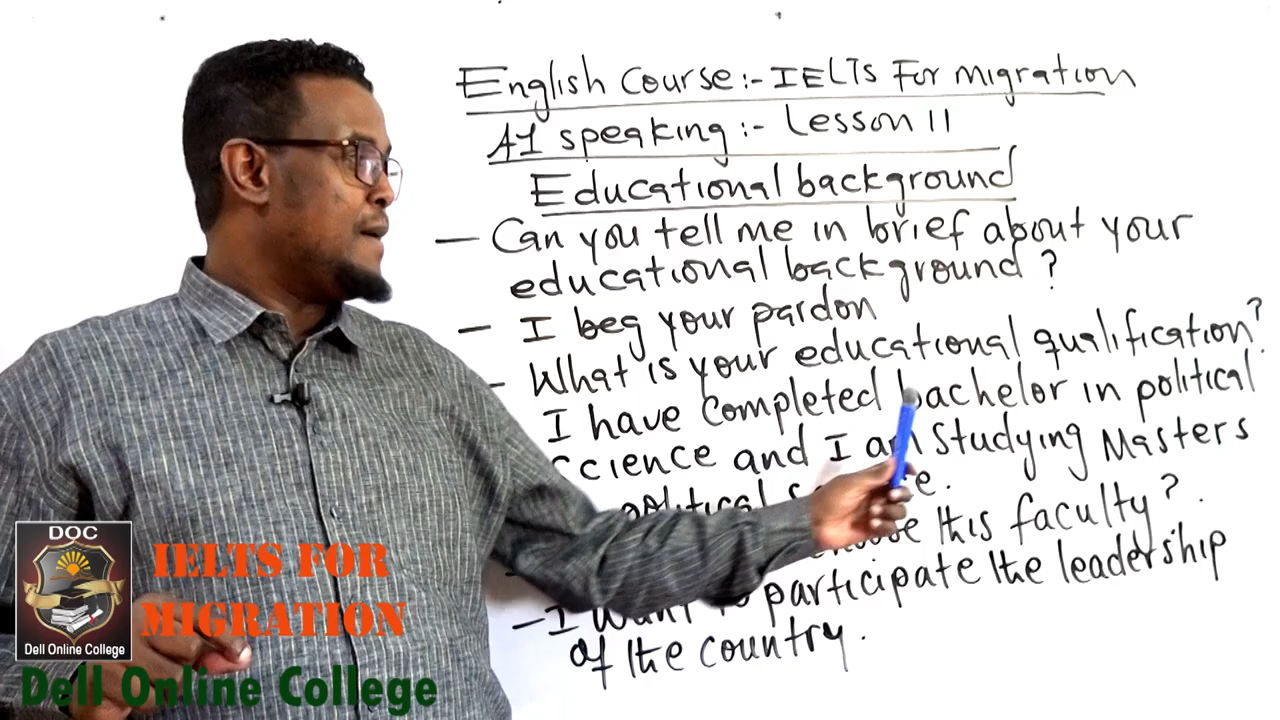 English Course:- IELTS For migration
A1 speaking:- Lesson 11
Educational background
— Can you tell me in brief about your
educational background ?
— I beg your pardon
- What is your educational qualification?
I have completed bachelor in political
Science and I am studying Masters
political
this faculty?
— I want to participate the leadership
of the country.
DOC
Dell Online College
IELTS FOR
MIGRATION
Dell Online College